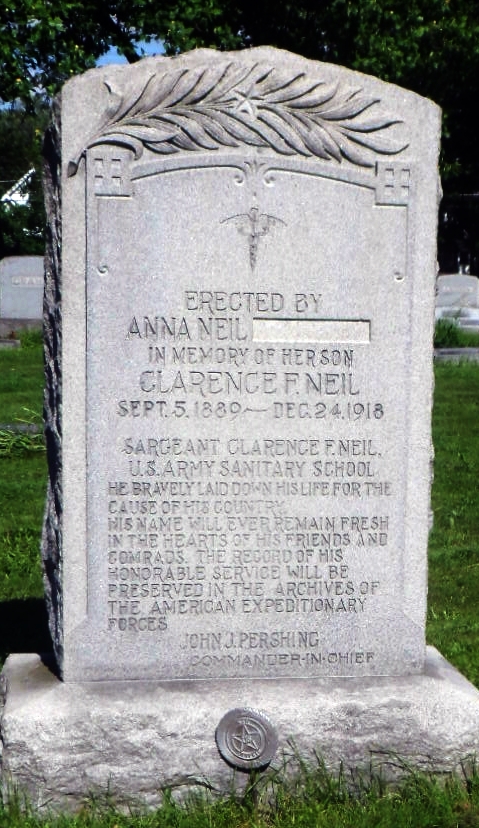 ERECTED BY
ANNA NEIL
IN MEMORY OF HER SON
CLARENCE F. NEIL
SEPT. 5. 1889 — DEC. 24. 1918
SARGEANT CLARENCE F. NEIL,
U.S. ARMY SANITARY SCHOOL
HE BRAVELY LAID DOWN HIS LIFE FOR THE
CAUSE OF HIS COUNTRY.
HIS NAME WILL EVER REMAIN FRESH
IN THE HEARTS OF HIS FRIENDS AND
COMRADS. THE RECORD OF HIS
HONORABLE SERVICE WILL BE
PRESERVED IN THE ARCHIVES OF
THE AMERICAN EXPEDITIONARY
FORCES
JOHN J. PERSHING
COMMANDER-IN-CHIEF